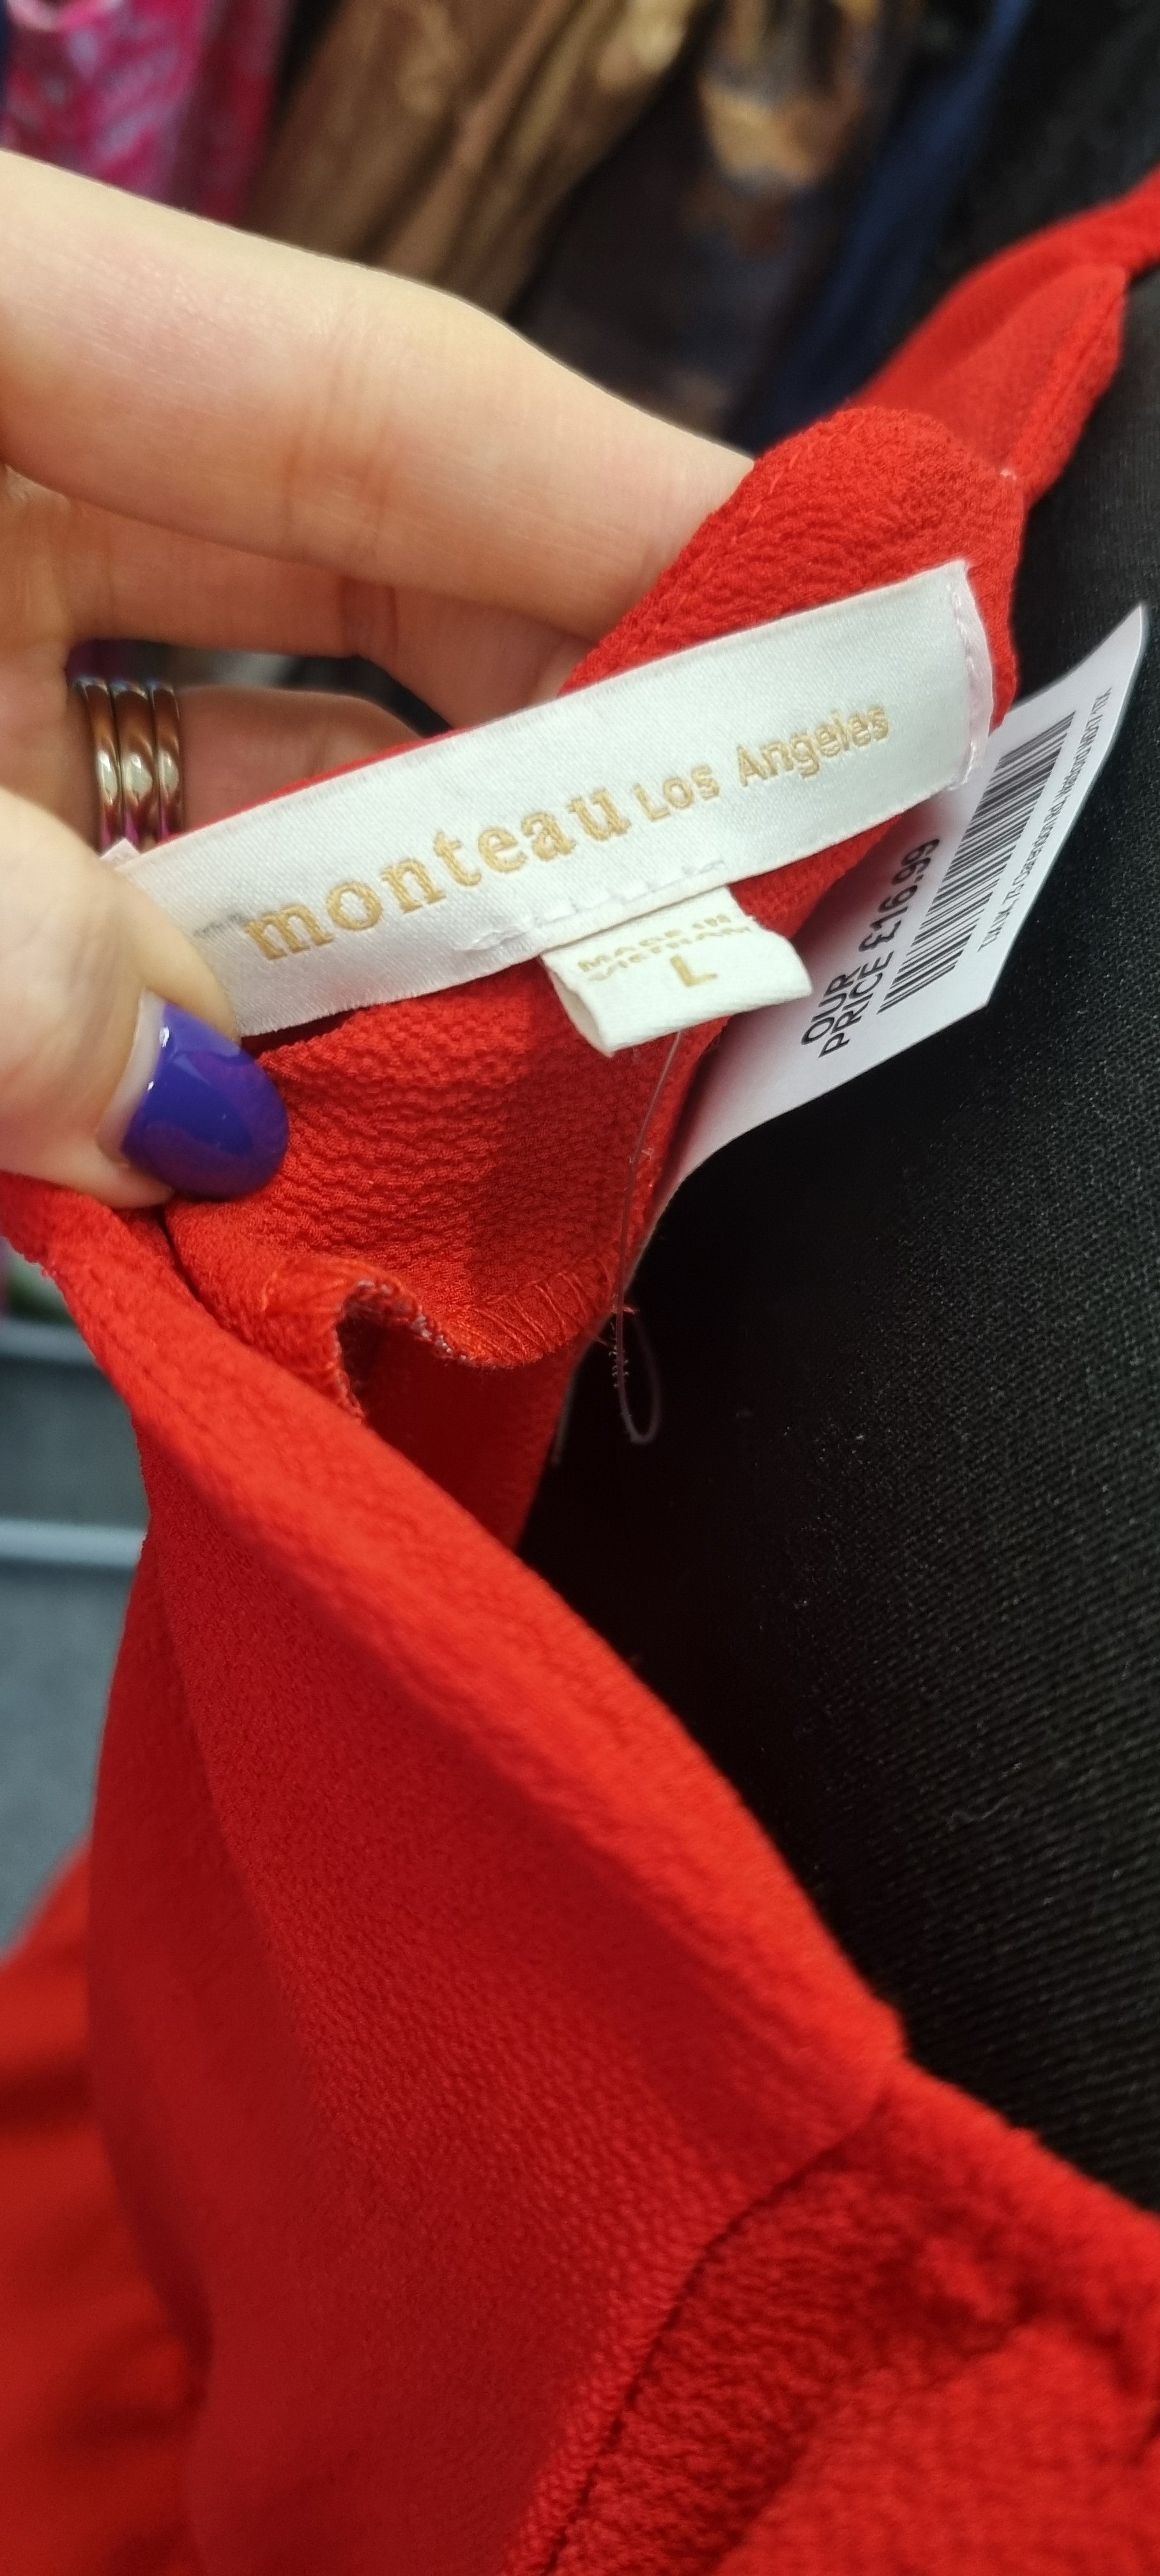 monteau Los Angeles
MADE IN
VIETNAM
L
OUR
PRICE £16.99